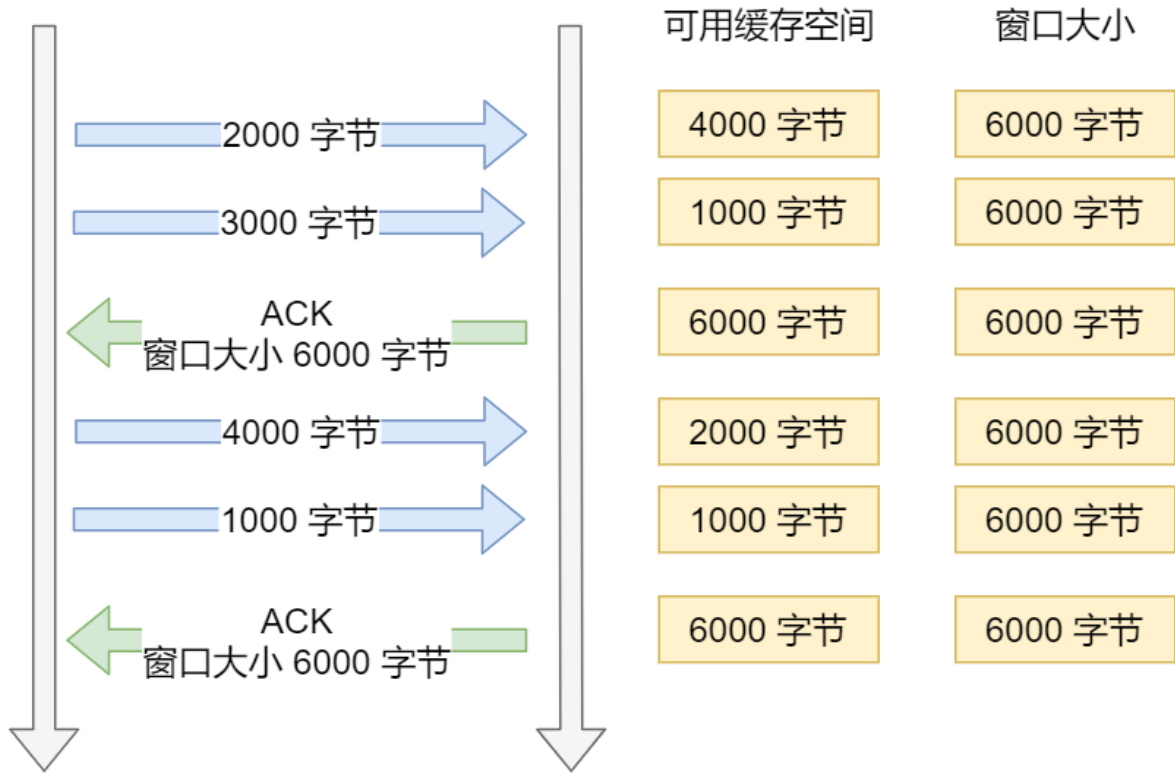 可用缓存空间 窗口大小
2000 字节 4000 字节 6000 字节
3000 字节 1000 字节 6000 字节
ACK
窗口大小 6000 字节 6000 字节 6000 字节
4000 字节 2000 字节 6000 字节
1000 字节 1000 字节 6000 字节
ACK
窗口大小 6000 字节 6000 字节 6000 字节